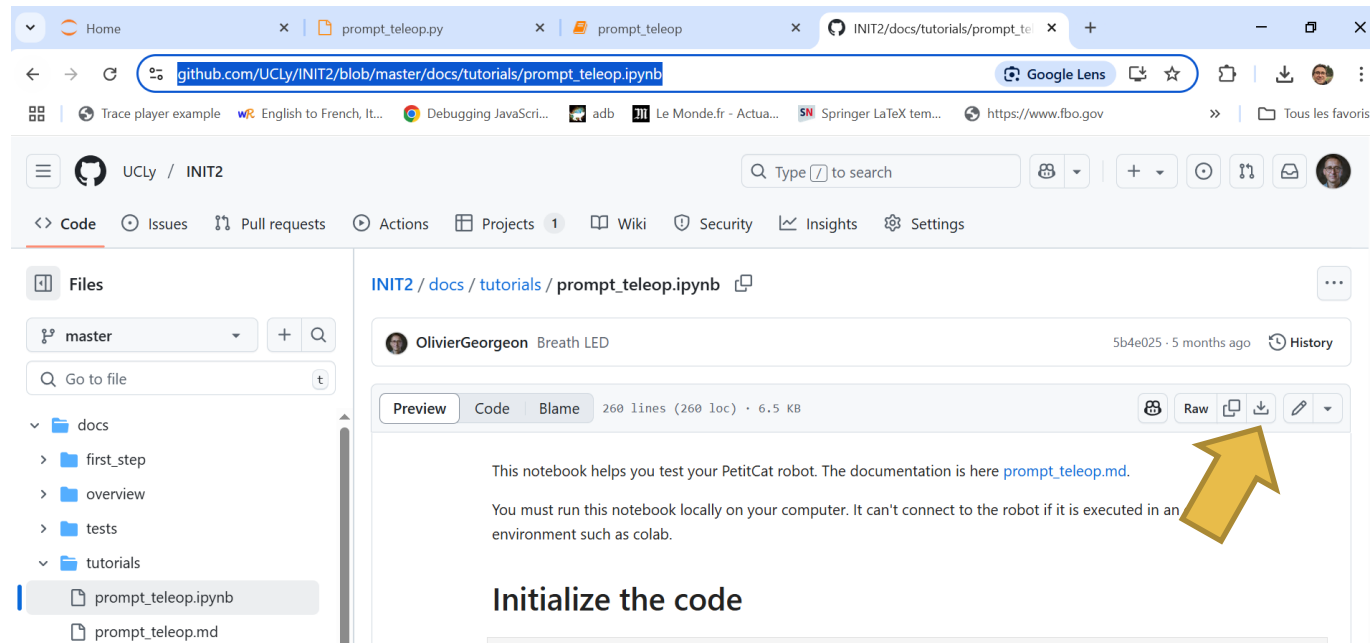 Home
prompt_teleop.py
prompt_teleop
INIT2/docs/tutorials/prompt_te
github.com/UCLy/INIT2/blob/master/docs/tutorials/prompt_teleop.ipynb
Google Lens
Trace player example
English to French, It...
Debugging JavaScri...
adb
Le Monde.fr - Actua...
SN Springer LaTeX tem...
https://www.fbo.gov
Tous les favoris
UCLy / INIT2
Type / to search
Code
Issues
Pull requests
Actions
Projects 1
Wiki
Security
Insights
Settings
Files
INIT2 / docs / tutorials / prompt_teleop.ipynb
master
OlivierGeorgeon Breath LED
5b4e025 · 5 months ago
History
Go to file
t
Preview
Code
Blame
260 lines (260 loc) · 6.5 KB
Raw
docs
first_step
overview
tests
tutorials
prompt_teleop.ipynb
prompt_teleop.md
This notebook helps you test your PetitCat robot. The documentation is here prompt_teleop.md.
You must run this notebook locally on your computer. It can't connect to the robot if it is executed in an
environment such as colab.
Initialize the code